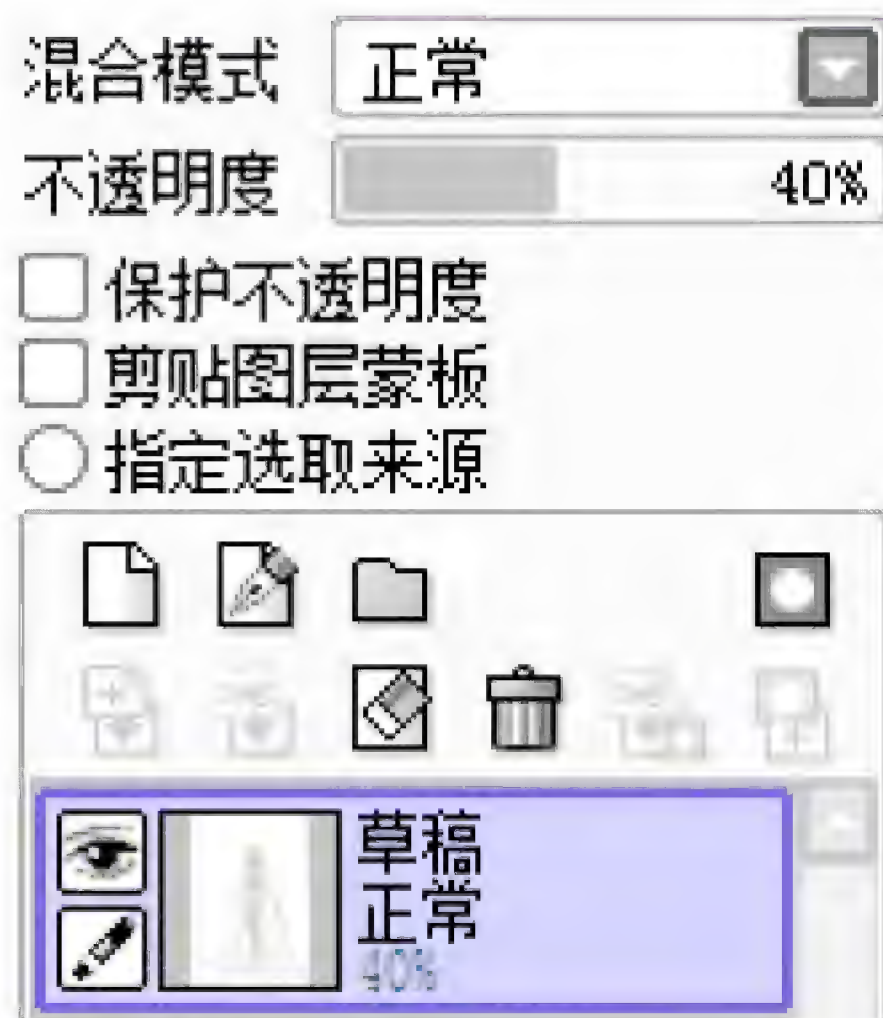 混合模式 正常
不透明度 40%
保护不透明度
剪贴图层蒙板
指定选取来源
草稿
正常
40%